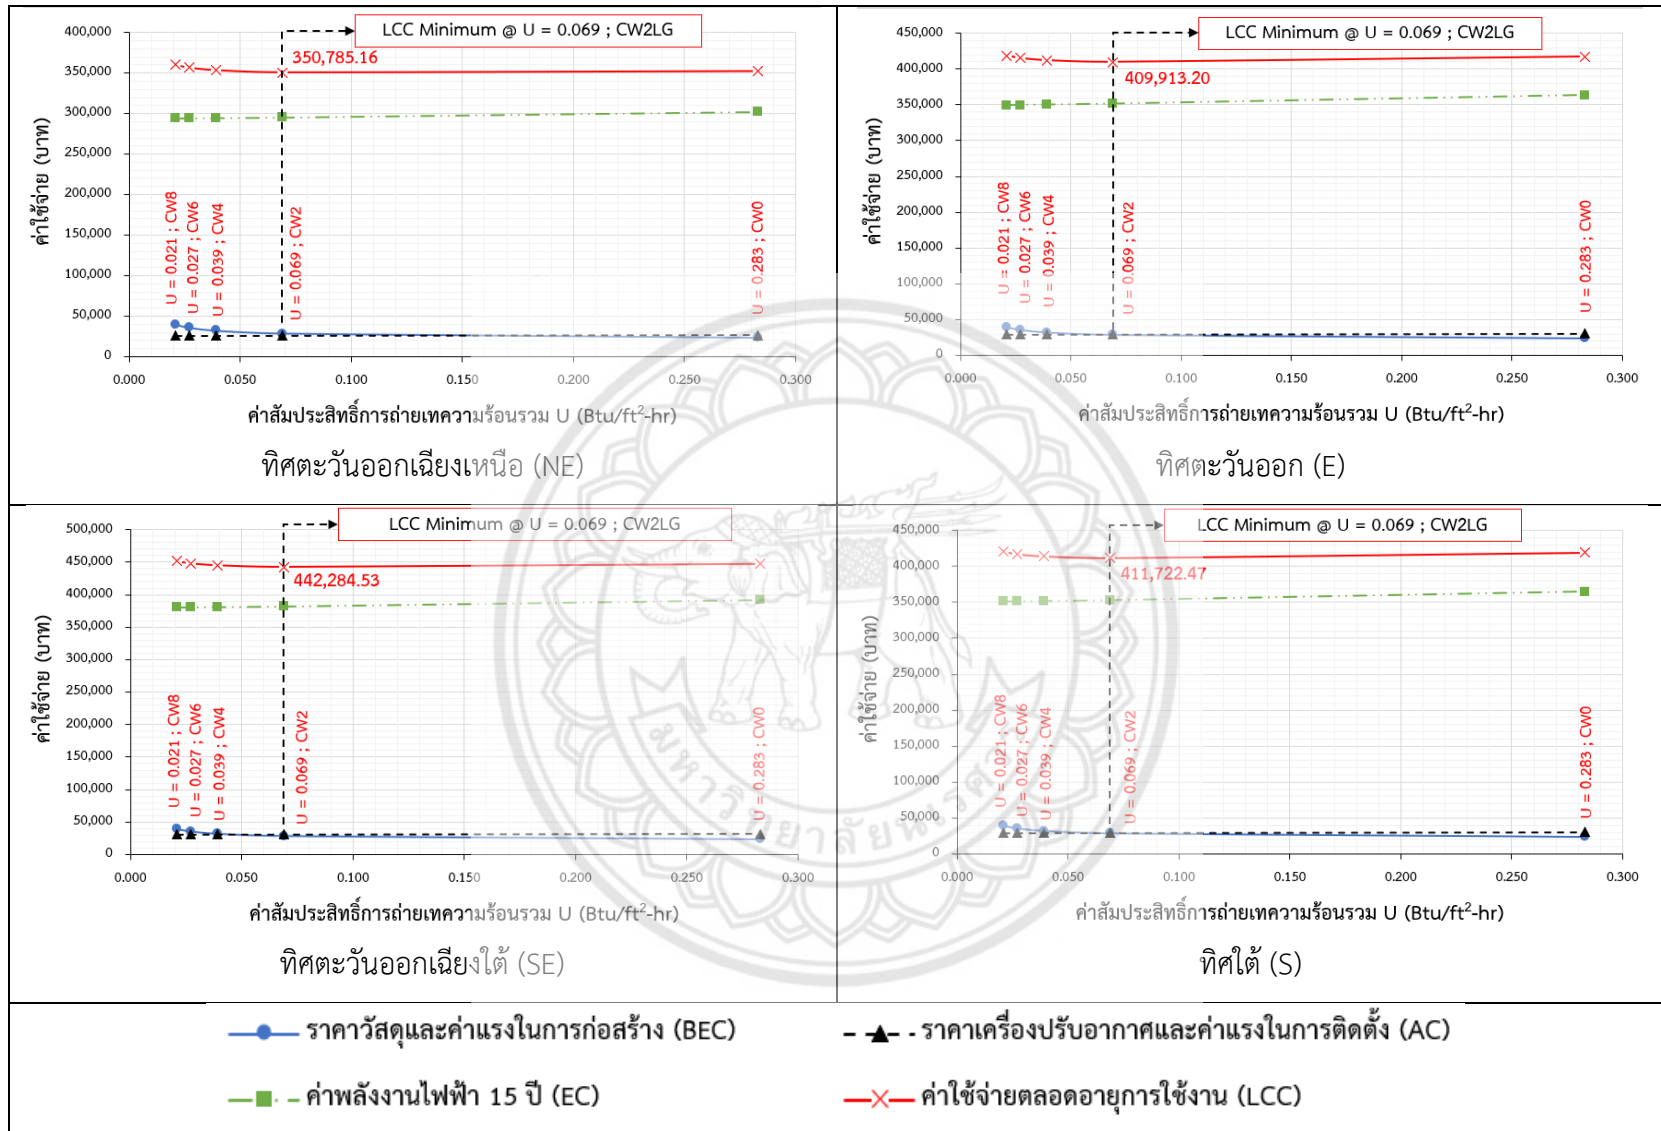 LCC Minimum @ U = 0.069 ; CW2LG
350,785.16
400,000
350,000
300,000
250,000
200,000
150,000
100,000
50,000
0
ค่าใช้จ่าย (บาท)
U = 0.021 ; CW8
U = 0.027 ; CW6
U = 0.039 ; CW4
U = 0.069 ; CW2
U = 0.283 ; CW0
0.000 0.050 0.100 0.150 0.200 0.250 0.300
ค่าสัมประสิทธิ์การถ่ายเทความร้อนรวม U (Btu/ft²-hr)
ทิศตะวันออกเฉียงเหนือ (NE)
LCC Minimum @ U = 0.069 ; CW2LG
409,913.20
450,000
400,000
350,000
300,000
250,000
200,000
150,000
100,000
50,000
0
ค่าใช้จ่าย (บาท)
U = 0.021 ; CW8
U = 0.027 ; CW6
U = 0.039 ; CW4
U = 0.069 ; CW2
U = 0.283 ; CW0
0.000 0.050 0.100 0.150 0.200 0.250 0.300
ค่าสัมประสิทธิ์การถ่ายเทความร้อนรวม U (Btu/ft²-hr)
ทิศตะวันออก (E)
LCC Minimum @ U = 0.069 ; CW2LG
442,284.53
500,000
450,000
400,000
350,000
300,000
250,000
200,000
150,000
100,000
50,000
0
ค่าใช้จ่าย (บาท)
U = 0.021 ; CW8
U = 0.027 ; CW6
U = 0.039 ; CW4
U = 0.069 ; CW2
U = 0.283 ; CW0
0.000 0.050 0.100 0.150 0.200 0.250 0.300
ค่าสัมประสิทธิ์การถ่ายเทความร้อนรวม U (Btu/ft²-hr)
ทิศตะวันออกเฉียงใต้ (SE)
LCC Minimum @ U = 0.069 ; CW2LG
411,722.47
450,000
400,000
350,000
300,000
250,000
200,000
150,000
100,000
50,000
0
ค่าใช้จ่าย (บาท)
U = 0.021 ; CW8
U = 0.027 ; CW6
U = 0.039 ; CW4
U = 0.069 ; CW2
U = 0.283 ; CW0
0.000 0.050 0.100 0.150 0.200 0.250 0.300
ค่าสัมประสิทธิ์การถ่ายเทความร้อนรวม U (Btu/ft²-hr)
ทิศใต้ (S)
มหาวิทยาลัยนเรศวร
ราคาวัสดุและค่าแรงในการก่อสร้าง (BEC)
ราคาเครื่องปรับอากาศและค่าแรงในการติดตั้ง (AC)
ค่าพลังงานไฟฟ้า 15 ปี (EC)
ค่าใช้จ่ายตลอดอายุการใช้งาน (LCC)